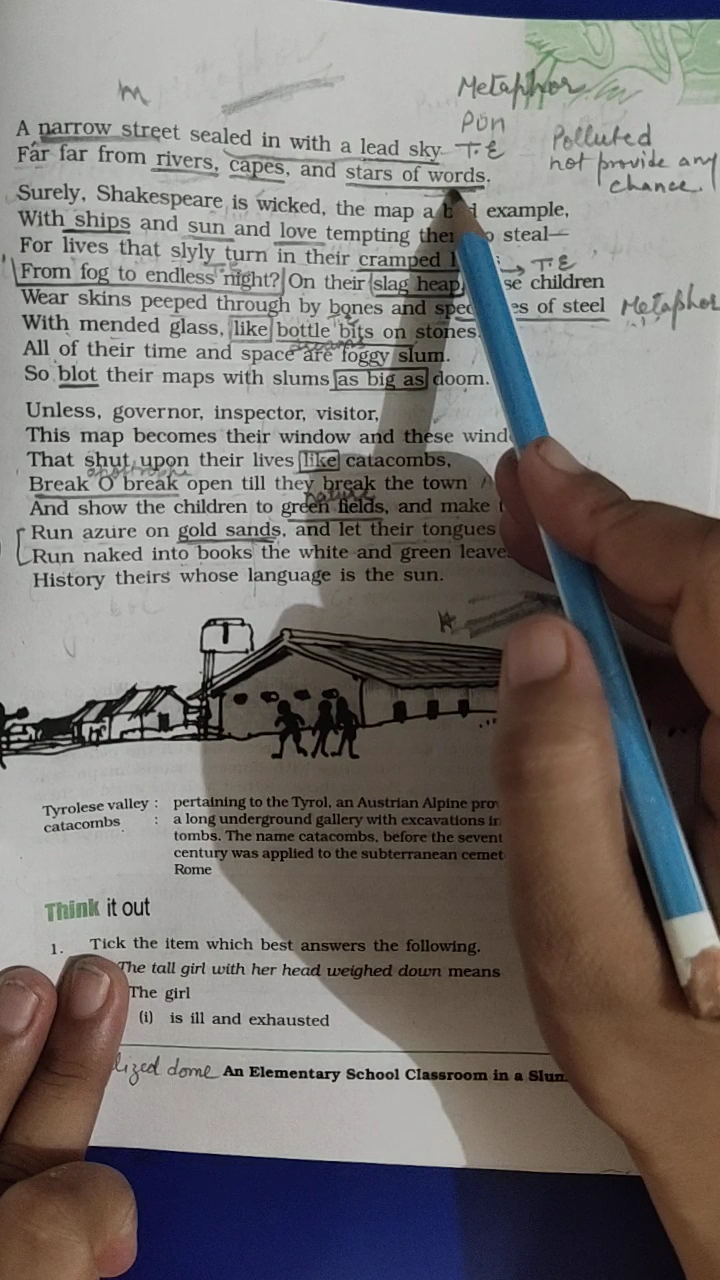 m
Metaphor
Pun
T.E
Polluted
not provide any
chance.
A narrow street sealed in with a lead sky
Far far from rivers, capes, and stars of words.
Surely, Shakespeare is wicked, the map a example,
With ships and sun and love tempting to steal—
For lives that slyly turn in their cramped
T.E
From fog to endless night? On their slag heap, children
Wear skins peeped through by bones and es of steel
Metaphor
With mended glass, like bottle bits on stones.
All of their time and space are foggy slum.
So blot their maps with slums as big as doom.
Unless, governor, inspector, visitor,
This map becomes their window and these wind
That shut upon their lives like catacombs,
apostrophe
Break O break open till they break the town
nature
And show the children to green fields, and make
Run azure on gold sands, and let their tongues
Run naked into books the white and green leave
History theirs whose language is the sun.
Tyrolese valley : pertaining to the Tyrol, an Austrian Alpine pro
catacombs : a long underground gallery with excavations in
tombs. The name catacombs, before the sevent
century was applied to the subterranean cemet
Rome
Think it out
1. Tick the item which best answers the following.
The tall girl with her head weighed down means
The girl
(i) is ill and exhausted
lized dome An Elementary School Classroom in a Slum